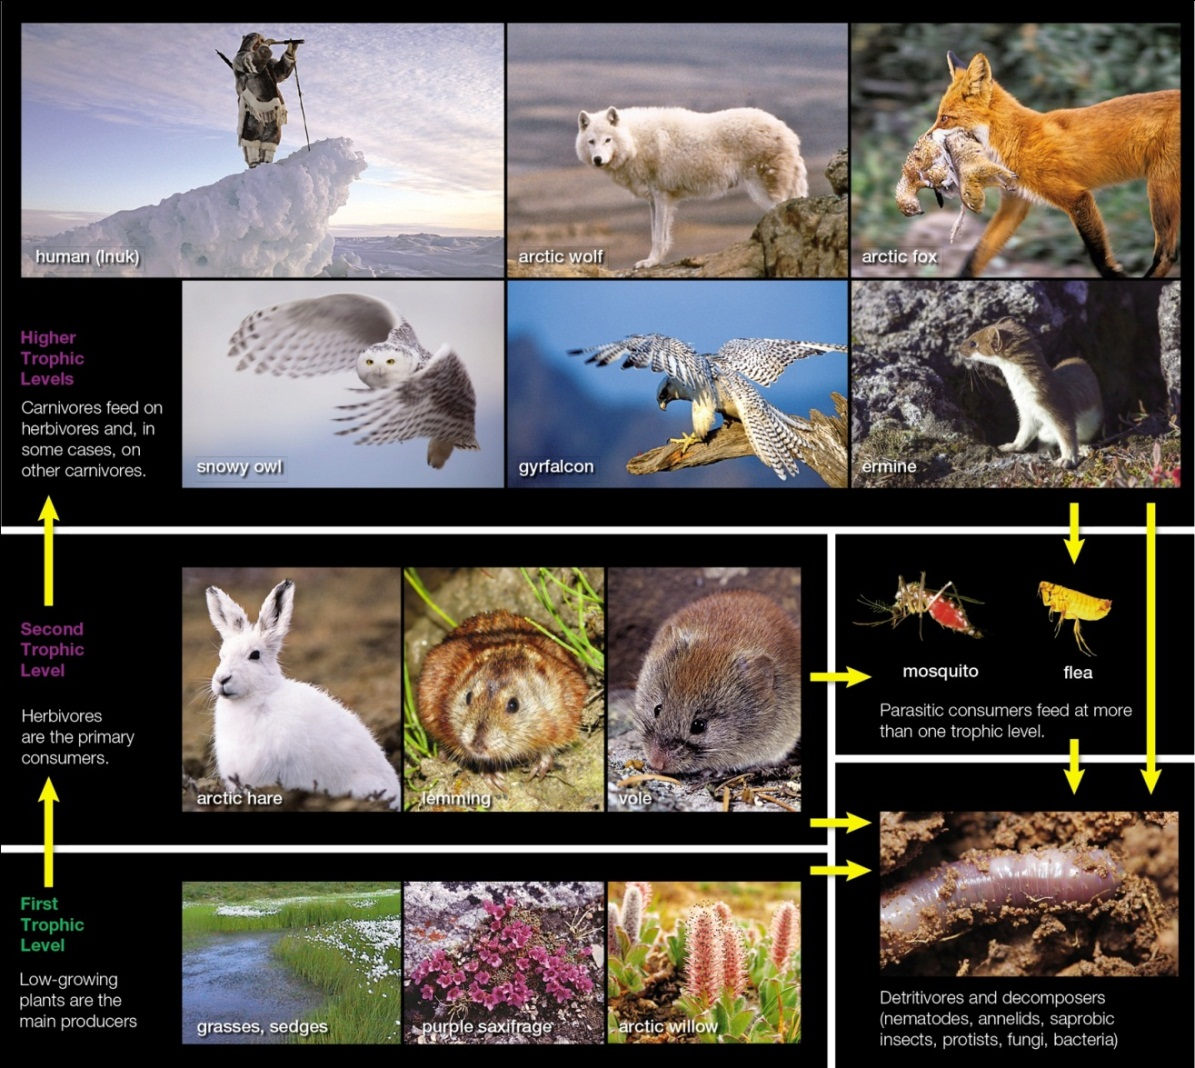 human (Inuk)
arctic wolf
arctic fox
Higher
Trophic
Levels
Carnivores feed on
herbivores and, in
some cases, on
other carnivores.
snowy owl
gyrfalcon
ermine
Second
Trophic
Level
Herbivores
are the primary
consumers.
arctic hare
lemming
vole
mosquito
flea
Parasitic consumers feed at more
than one trophic level.
First
Trophic
Level
Low-growing
plants are the
main producers
grasses, sedges
purple saxifrage
arctic willow
Detritivores and decomposers
(nematodes, annelids, saprobic
insects, protists, fungi, bacteria)